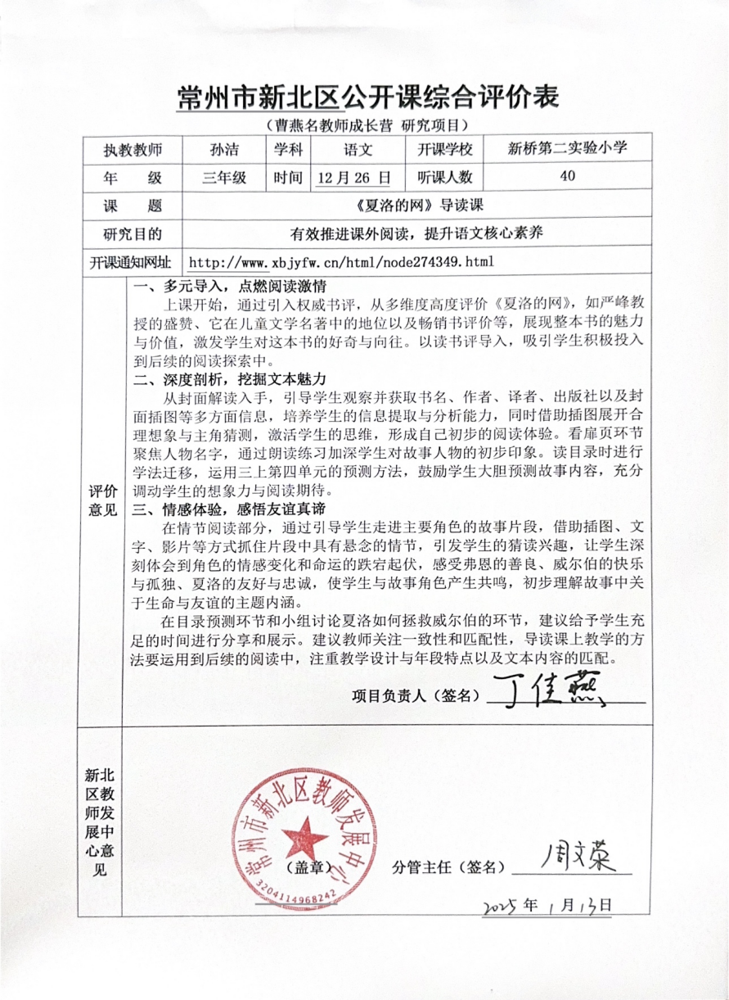 常州市新北区公开课综合评价表
（曹燕名教师成长营 研究项目）
执教教师 孙洁 学科 语文 开课学校 新桥第二实验小学
年 级 三年级 时间 12月26 日 听课人数 40
课 题 《夏洛的网》导读课
研究目的 有效推进课外阅读，提升语文核心素养
开课通知网址 http://www.xbjyfw.cn/html/node274349.html
评价
意见
一、多元导入，点燃阅读激情
上课开始，通过引入权威书评，从多维度高度评价《夏洛的网》，如严峰教
授的盛赞、它在儿童文学名著中的地位以及畅销书评价等，展现整本书的魅力
与价值，激发学生对这本书的好奇与向往。以读书评导入，吸引学生积极投入
到后续的阅读探索中。
二、深度剖析，挖掘文本魅力
从封面解读入手，引导学生观察并获取书名、作者、译者、出版社以及封
面插图等多方面信息，培养学生的信息提取与分析能力，同时借助插图展开合
理想象与主角猜测，激活学生的思维，形成自己初步的阅读体验。看扉页环节
聚焦人物名字，通过朗读练习加深学生对故事人物的初步印象。读目录时进行
学法迁移，运用三上第四单元的预测方法，鼓励学生大胆预测故事内容，充分
调动学生的想象力与阅读期待。
三、情感体验，感悟友谊真谛
在情节阅读部分，通过引导学生走进主要角色的故事片段，借助插图、文
字、影片等方式抓住片段中具有悬念的情节，引发学生的猜读兴趣，让学生深
刻体会到角色的情感变化和命运的跌宕起伏，感受弗恩的善良、威尔伯的快乐
与孤独、夏洛的友好与忠诚，使学生与故事角色产生共鸣，初步理解故事中关
于生命与友谊的主题内涵。
在目录预测环节和小组讨论夏洛如何拯救威尔伯的环节，建议给予学生充
足的时间进行分享和展示。建议教师关注一致性和匹配性，导读课上教学的方
法要运用到后续的阅读中，注重教学设计与年段特点以及文本内容的匹配。
项目负责人（签名） 丁佳燕
新北
区教
师发
展中
心意
见
常州市新北区教师发展中心
3204114968242
（盖章） 分管主任（签名） 周文荣
2025 年 1 月 13 日